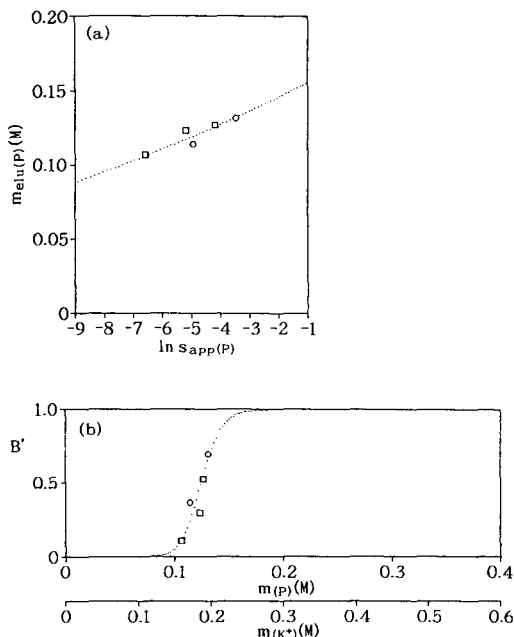 (a)
0.20
0.15
0.10
0.05
0
m_elu(P)(M)
-9 -8 -7 -6 -5 -4 -3 -2 -1
ln s_app(P)
(b)
1.0
B'
0.5
0
0 0.1 0.2 0.3 0.4
m_(P)(M)
0 0.1 0.2 0.3 0.4 0.5 0.6
m_(K+)(M)